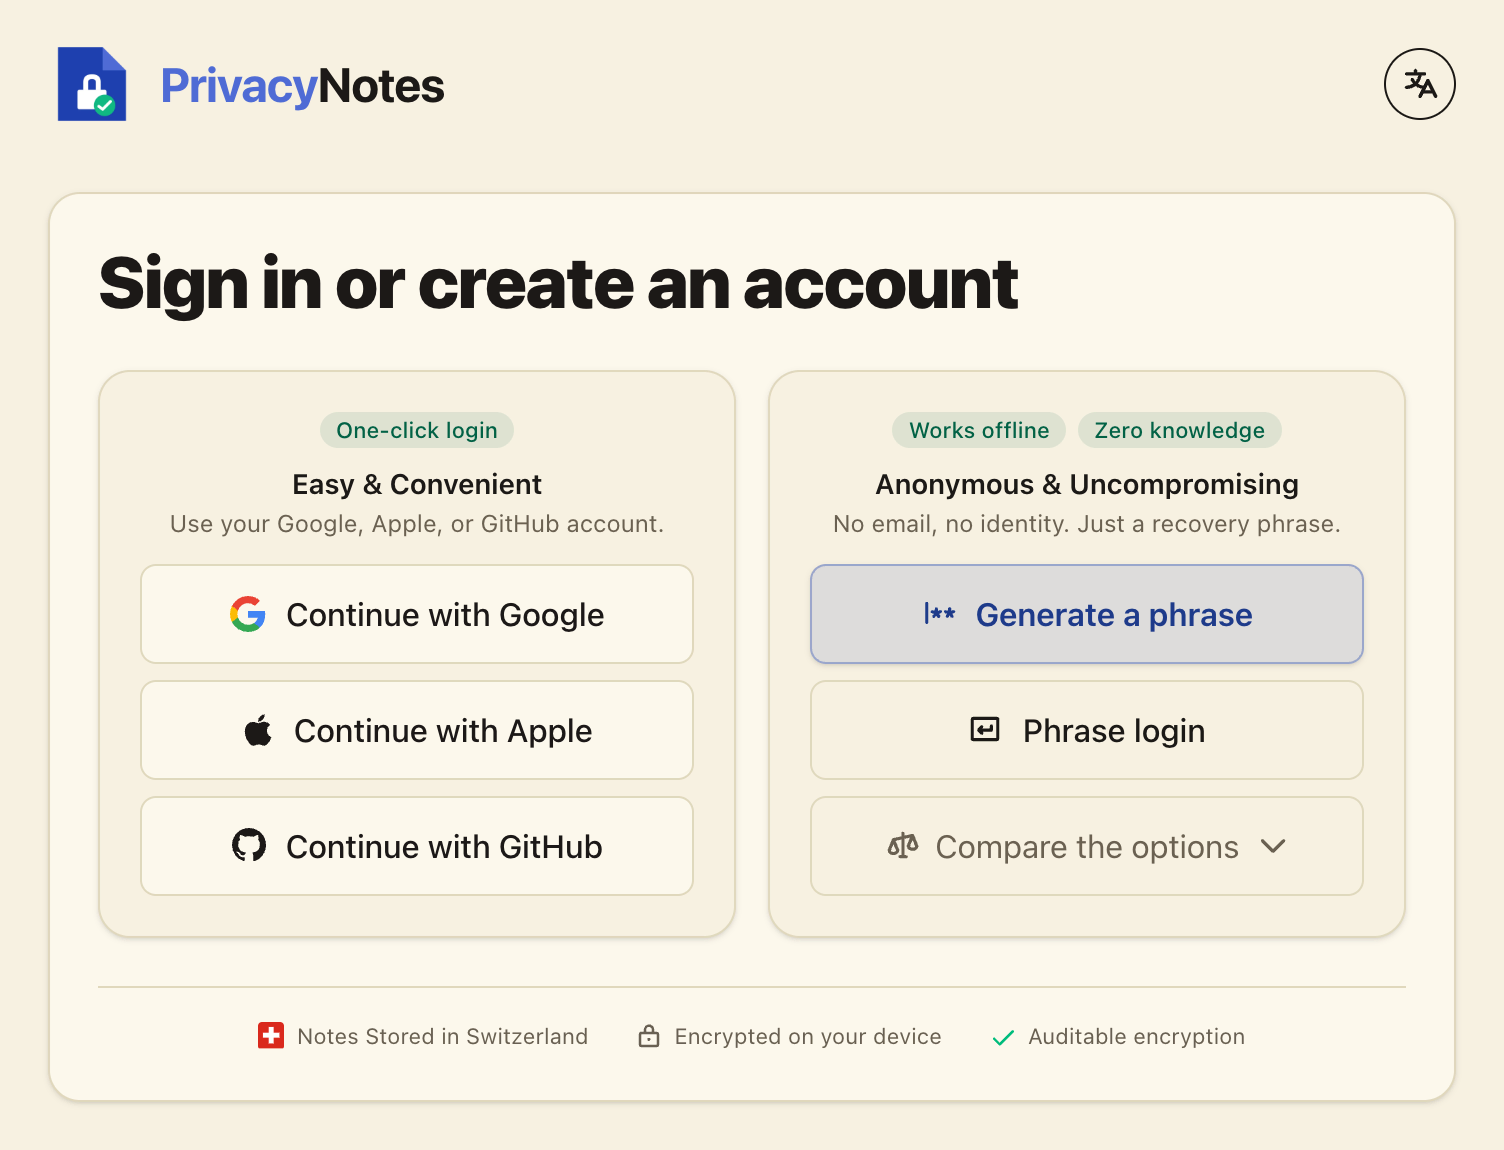 PrivacyNotes
Sign in or create an account
One-click login
Easy & Convenient
Use your Google, Apple, or GitHub account.
Continue with Google
Continue with Apple
Continue with GitHub
Works offline
Zero knowledge
Anonymous & Uncompromising
No email, no identity. Just a recovery phrase.
Generate a phrase
Phrase login
Compare the options
Notes Stored in Switzerland
Encrypted on your device
Auditable encryption